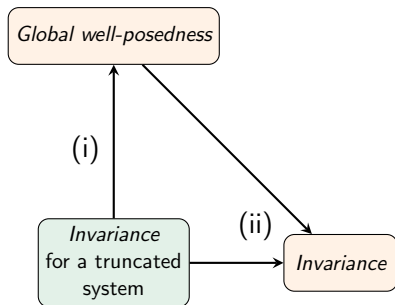 Global well-posedness
(i)
(ii)
Invariance
for a truncated
system
Invariance